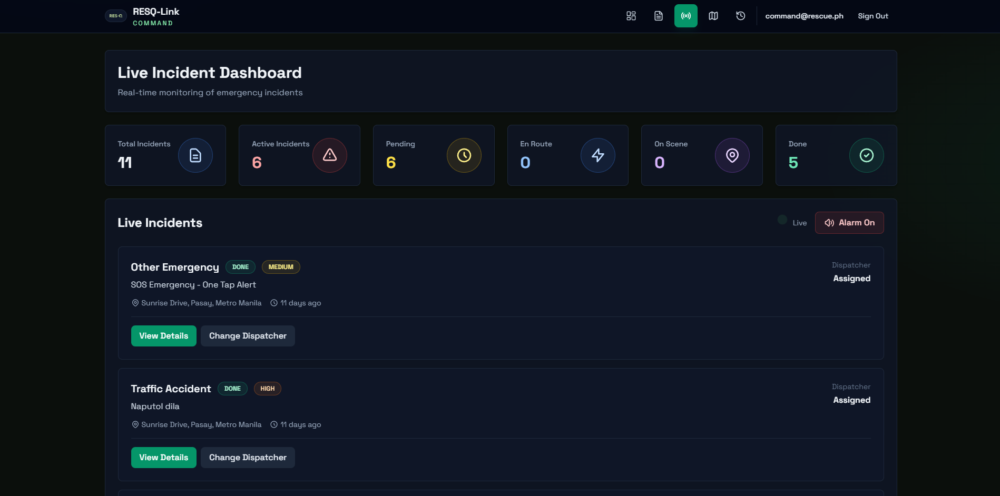 RES-Q
RESQ-Link
COMMAND
command@rescue.ph
Sign Out
Live Incident Dashboard
Real-time monitoring of emergency incidents
Total Incidents
11
Active Incidents
6
Pending
6
En Route
0
On Scene
0
Done
5
Live Incidents
Live
Alarm On
Other Emergency DONE MEDIUM
Dispatcher
Assigned
SOS Emergency - One Tap Alert
Sunrise Drive, Pasay, Metro Manila 11 days ago
View Details Change Dispatcher
Traffic Accident DONE HIGH
Dispatcher
Assigned
Naputol dila
Sunrise Drive, Pasay, Metro Manila 11 days ago
View Details Change Dispatcher